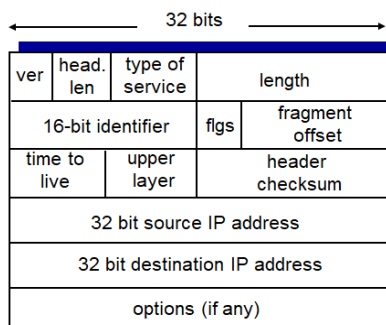 32 bits
ver head. len type of service length
16-bit identifier flgs fragment offset
time to live upper layer header checksum
32 bit source IP address
32 bit destination IP address
options (if any)